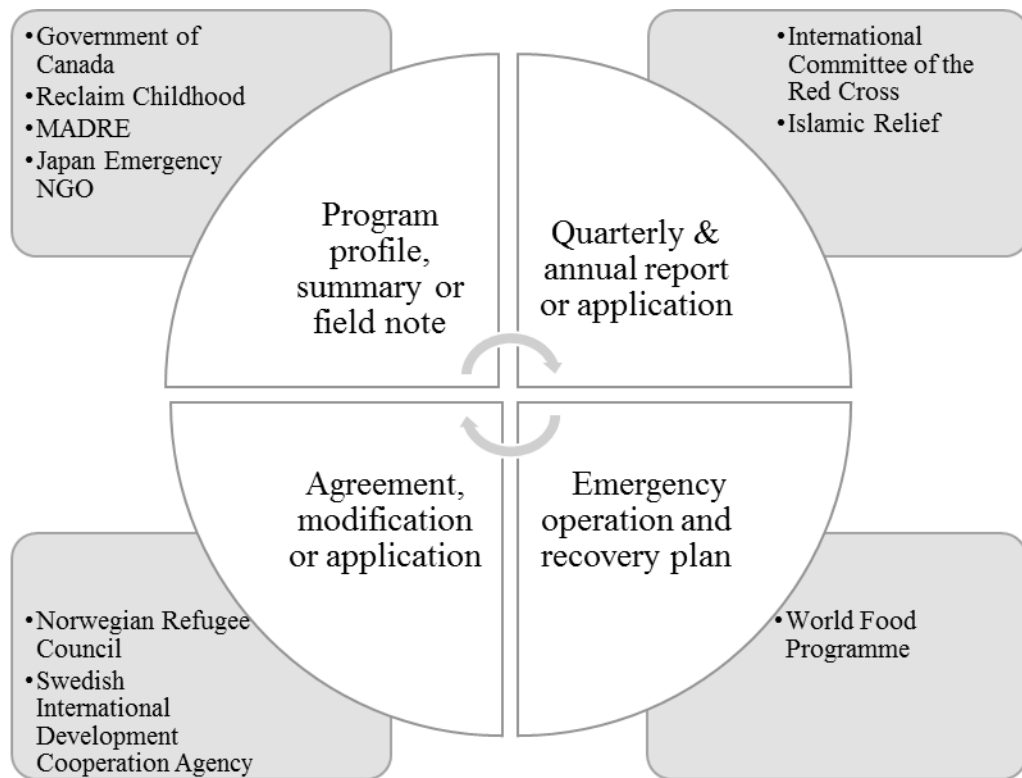 •Government of
Canada
•Reclaim Childhood
•MADRE
•Japan Emergency
NGO
•International
Committee of the
Red Cross
•Islamic Relief
Program
profile,
summary or
field note
Quarterly &
annual report
or application
Agreement,
modification
or application
Emergency
operation and
recovery plan
•Norwegian Refugee
Council
•Swedish
International
Development
Cooperation Agency
•World Food
Programme